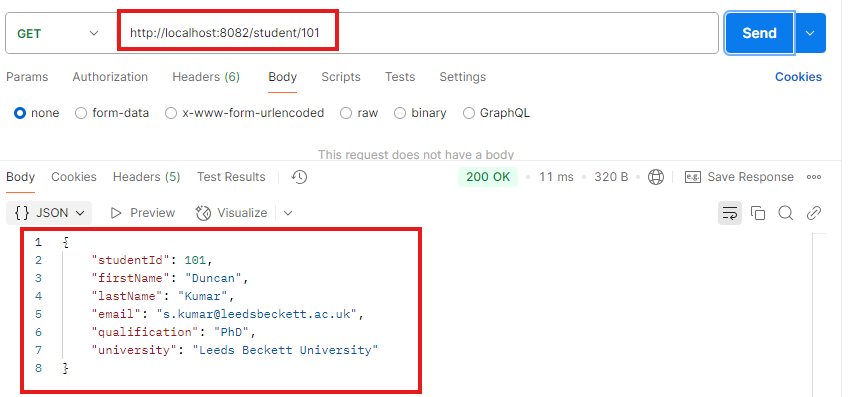 GET http://localhost:8082/student/101 Send
Params Authorization Headers (6) Body Scripts Tests Settings Cookies
none form-data x-www-form-urlencoded raw binary GraphQL
This request does not have a body
Body Cookies Headers (5) Test Results 200 OK • 11 ms • 320 B • e.g. Save Response
{} JSON Preview Visualize
1 {
2 "studentId": 101,
3 "firstName": "Duncan",
4 "lastName": "Kumar",
5 "email": "s.kumar@leedsbeckett.ac.uk",
6 "qualification": "PhD",
7 "university": "Leeds Beckett University"
8 }